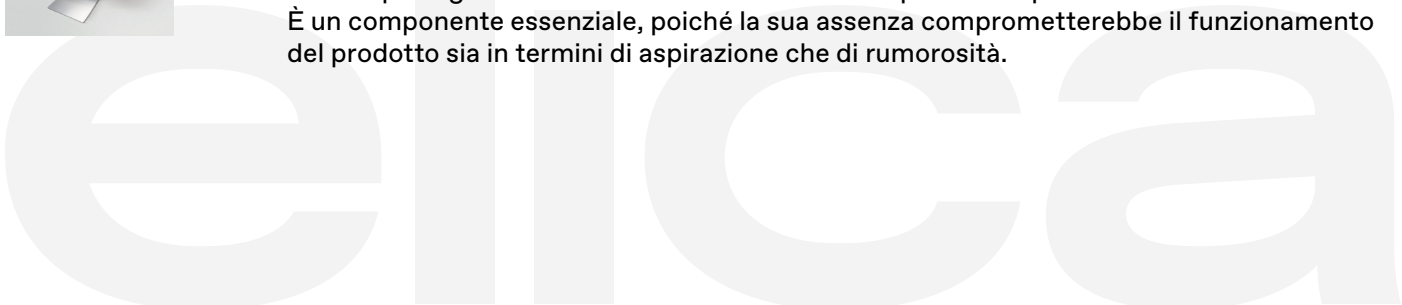 È un componente essenziale, poiché la sua assenza comprometterebbe il funzionamento
del prodotto sia in termini di aspirazione che di rumorosità.
elica